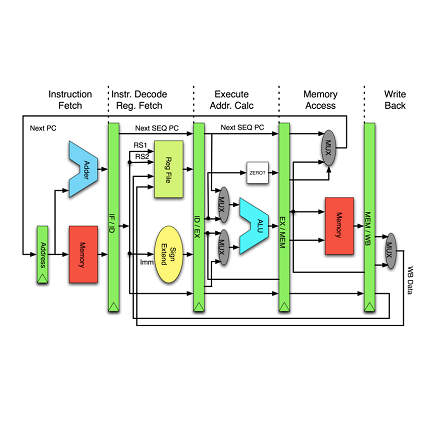 Instruction
Fetch
Instr. Decode
Reg. Fetch
Execute
Addr. Calc
Memory
Access
Write
Back
Next PC
Next SEQ PC
Next SEQ PC
Adder
RS1
RS2
Reg File
ZERO?
MUX
MUX
MUX
ALU
Address
Memory
IF / ID
Imm
Sign
Extend
ID / EX
EX / MEM
Memory
MEM / WB
MUX
WB Data